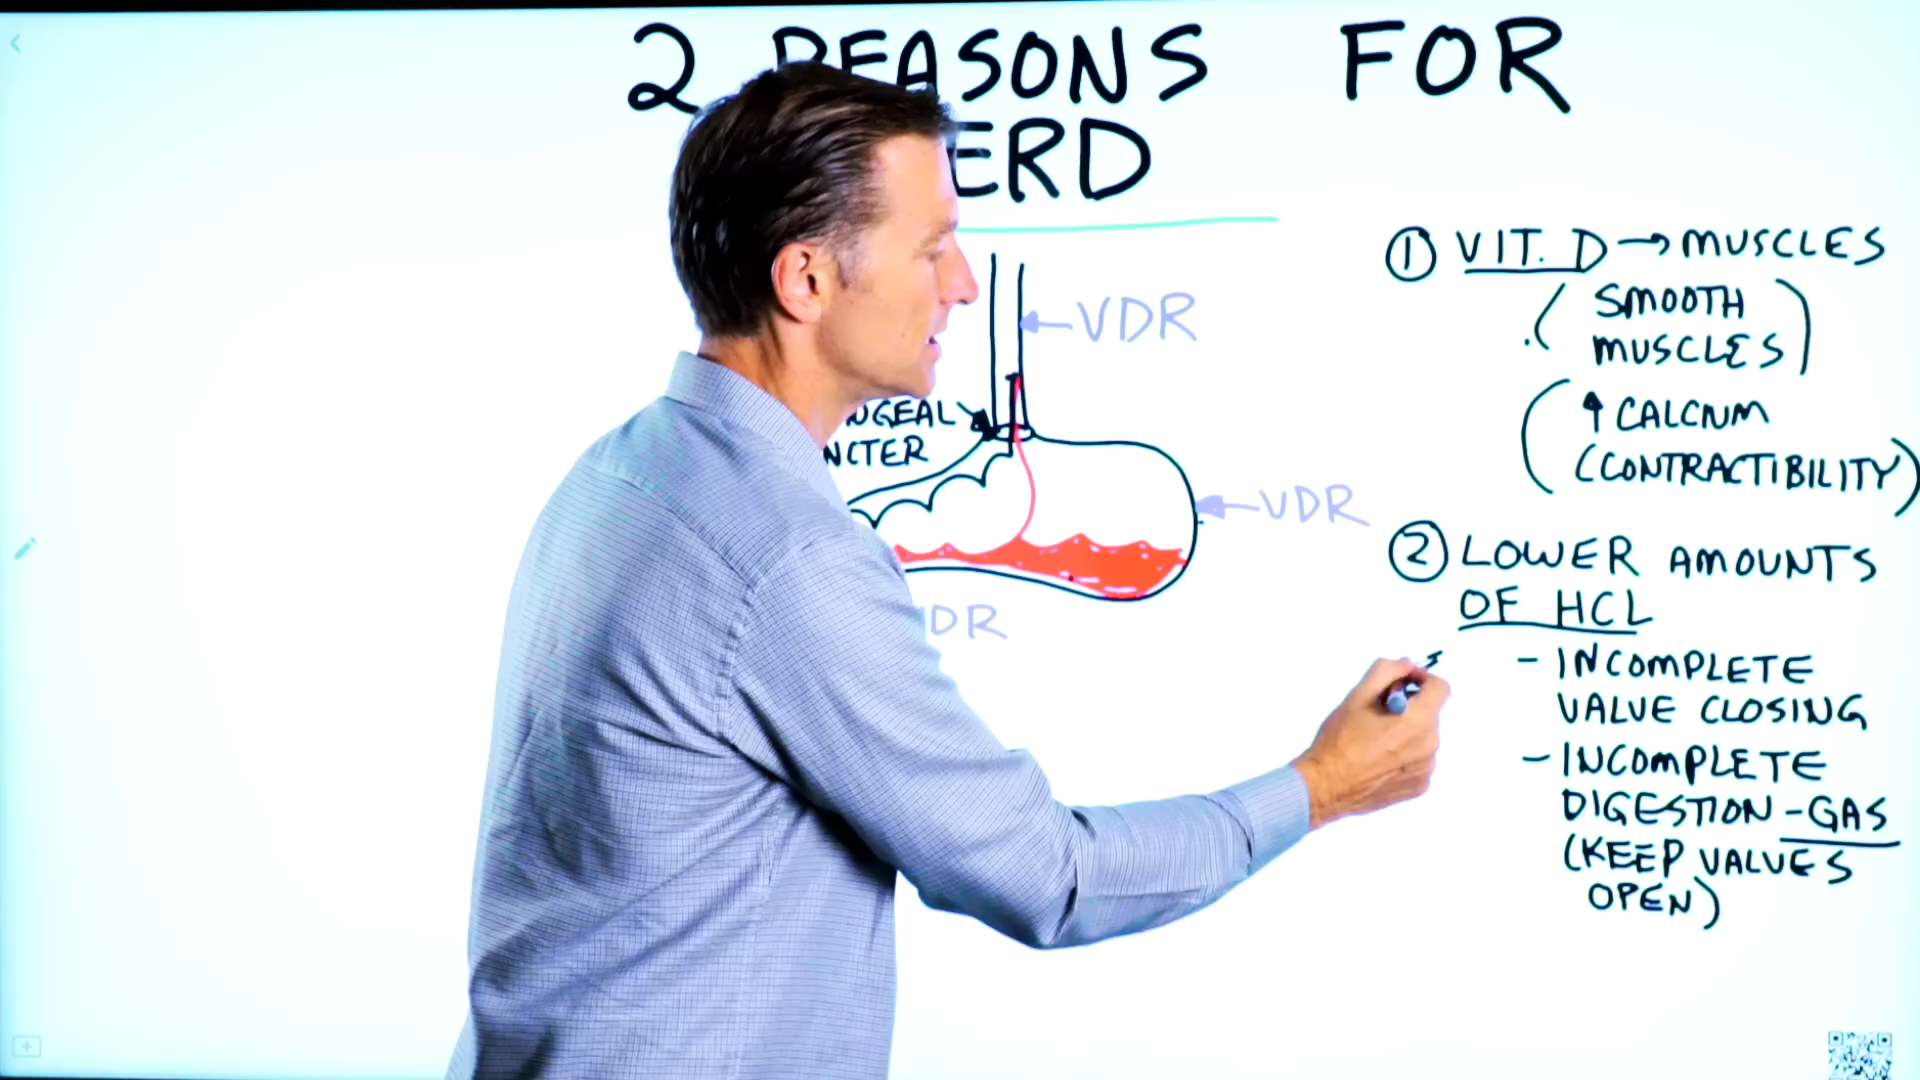 2 REASONS FOR
ERD
VDR
NGEAL
NCTER
VDR
DR
① VIT. D → MUSCLES
( SMOOTH
MUSCLES )
( ↑ CALCIUM
(CONTRACTIBILITY)
② LOWER AMOUNTS
OF HCL
- INCOMPLETE
VALVE CLOSING
- INCOMPLETE
DIGESTION - GAS
(KEEP VALVES
OPEN)